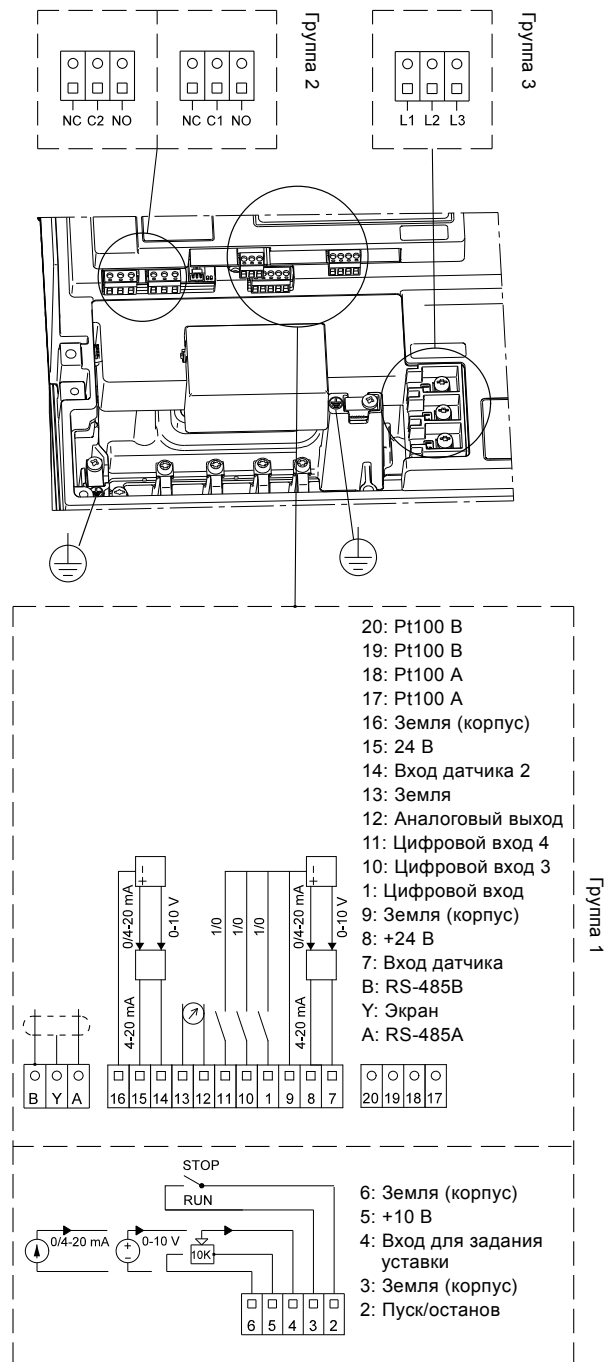 Группа 2
Группа 3
NC C2 NO
NC C1 NO
L1 L2 L3
20: Pt100 B
19: Pt100 B
18: Pt100 A
17: Pt100 A
16: Земля (корпус)
15: 24 В
14: Вход датчика 2
13: Земля
12: Аналоговый выход
11: Цифровой вход 4
10: Цифровой вход 3
1: Цифровой вход
9: Земля (корпус)
8: +24 В
7: Вход датчика
B: RS-485B
Y: Экран
A: RS-485A
Группа 1
- +
0/4-20 mA
0-10 V
4-20 mA
1/0
1/0
1/0
- +
0/4-20 mA
0-10 V
4-20 mA
B Y A
16 15 14 13 12 11 10 1 9 8 7
20 19 18 17
STOP
RUN
0/4-20 mA
+
−
0-10 V
10K
6 5 4 3 2
6: Земля (корпус)
5: +10 В
4: Вход для задания
уставки
3: Земля (корпус)
2: Пуск/останов